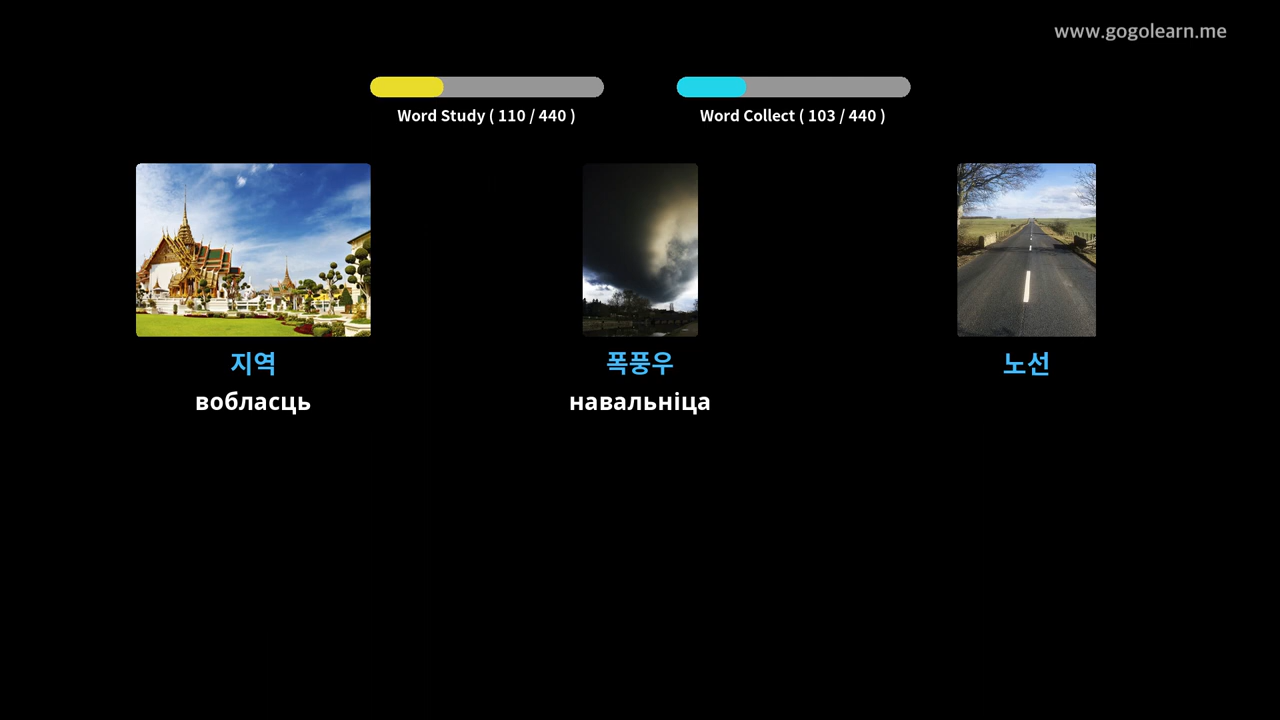 www.gogolearn.me
Word Study ( 110 / 440 )
Word Collect ( 103 / 440 )
지역
폭풍우
노선
вобласць
навальніца